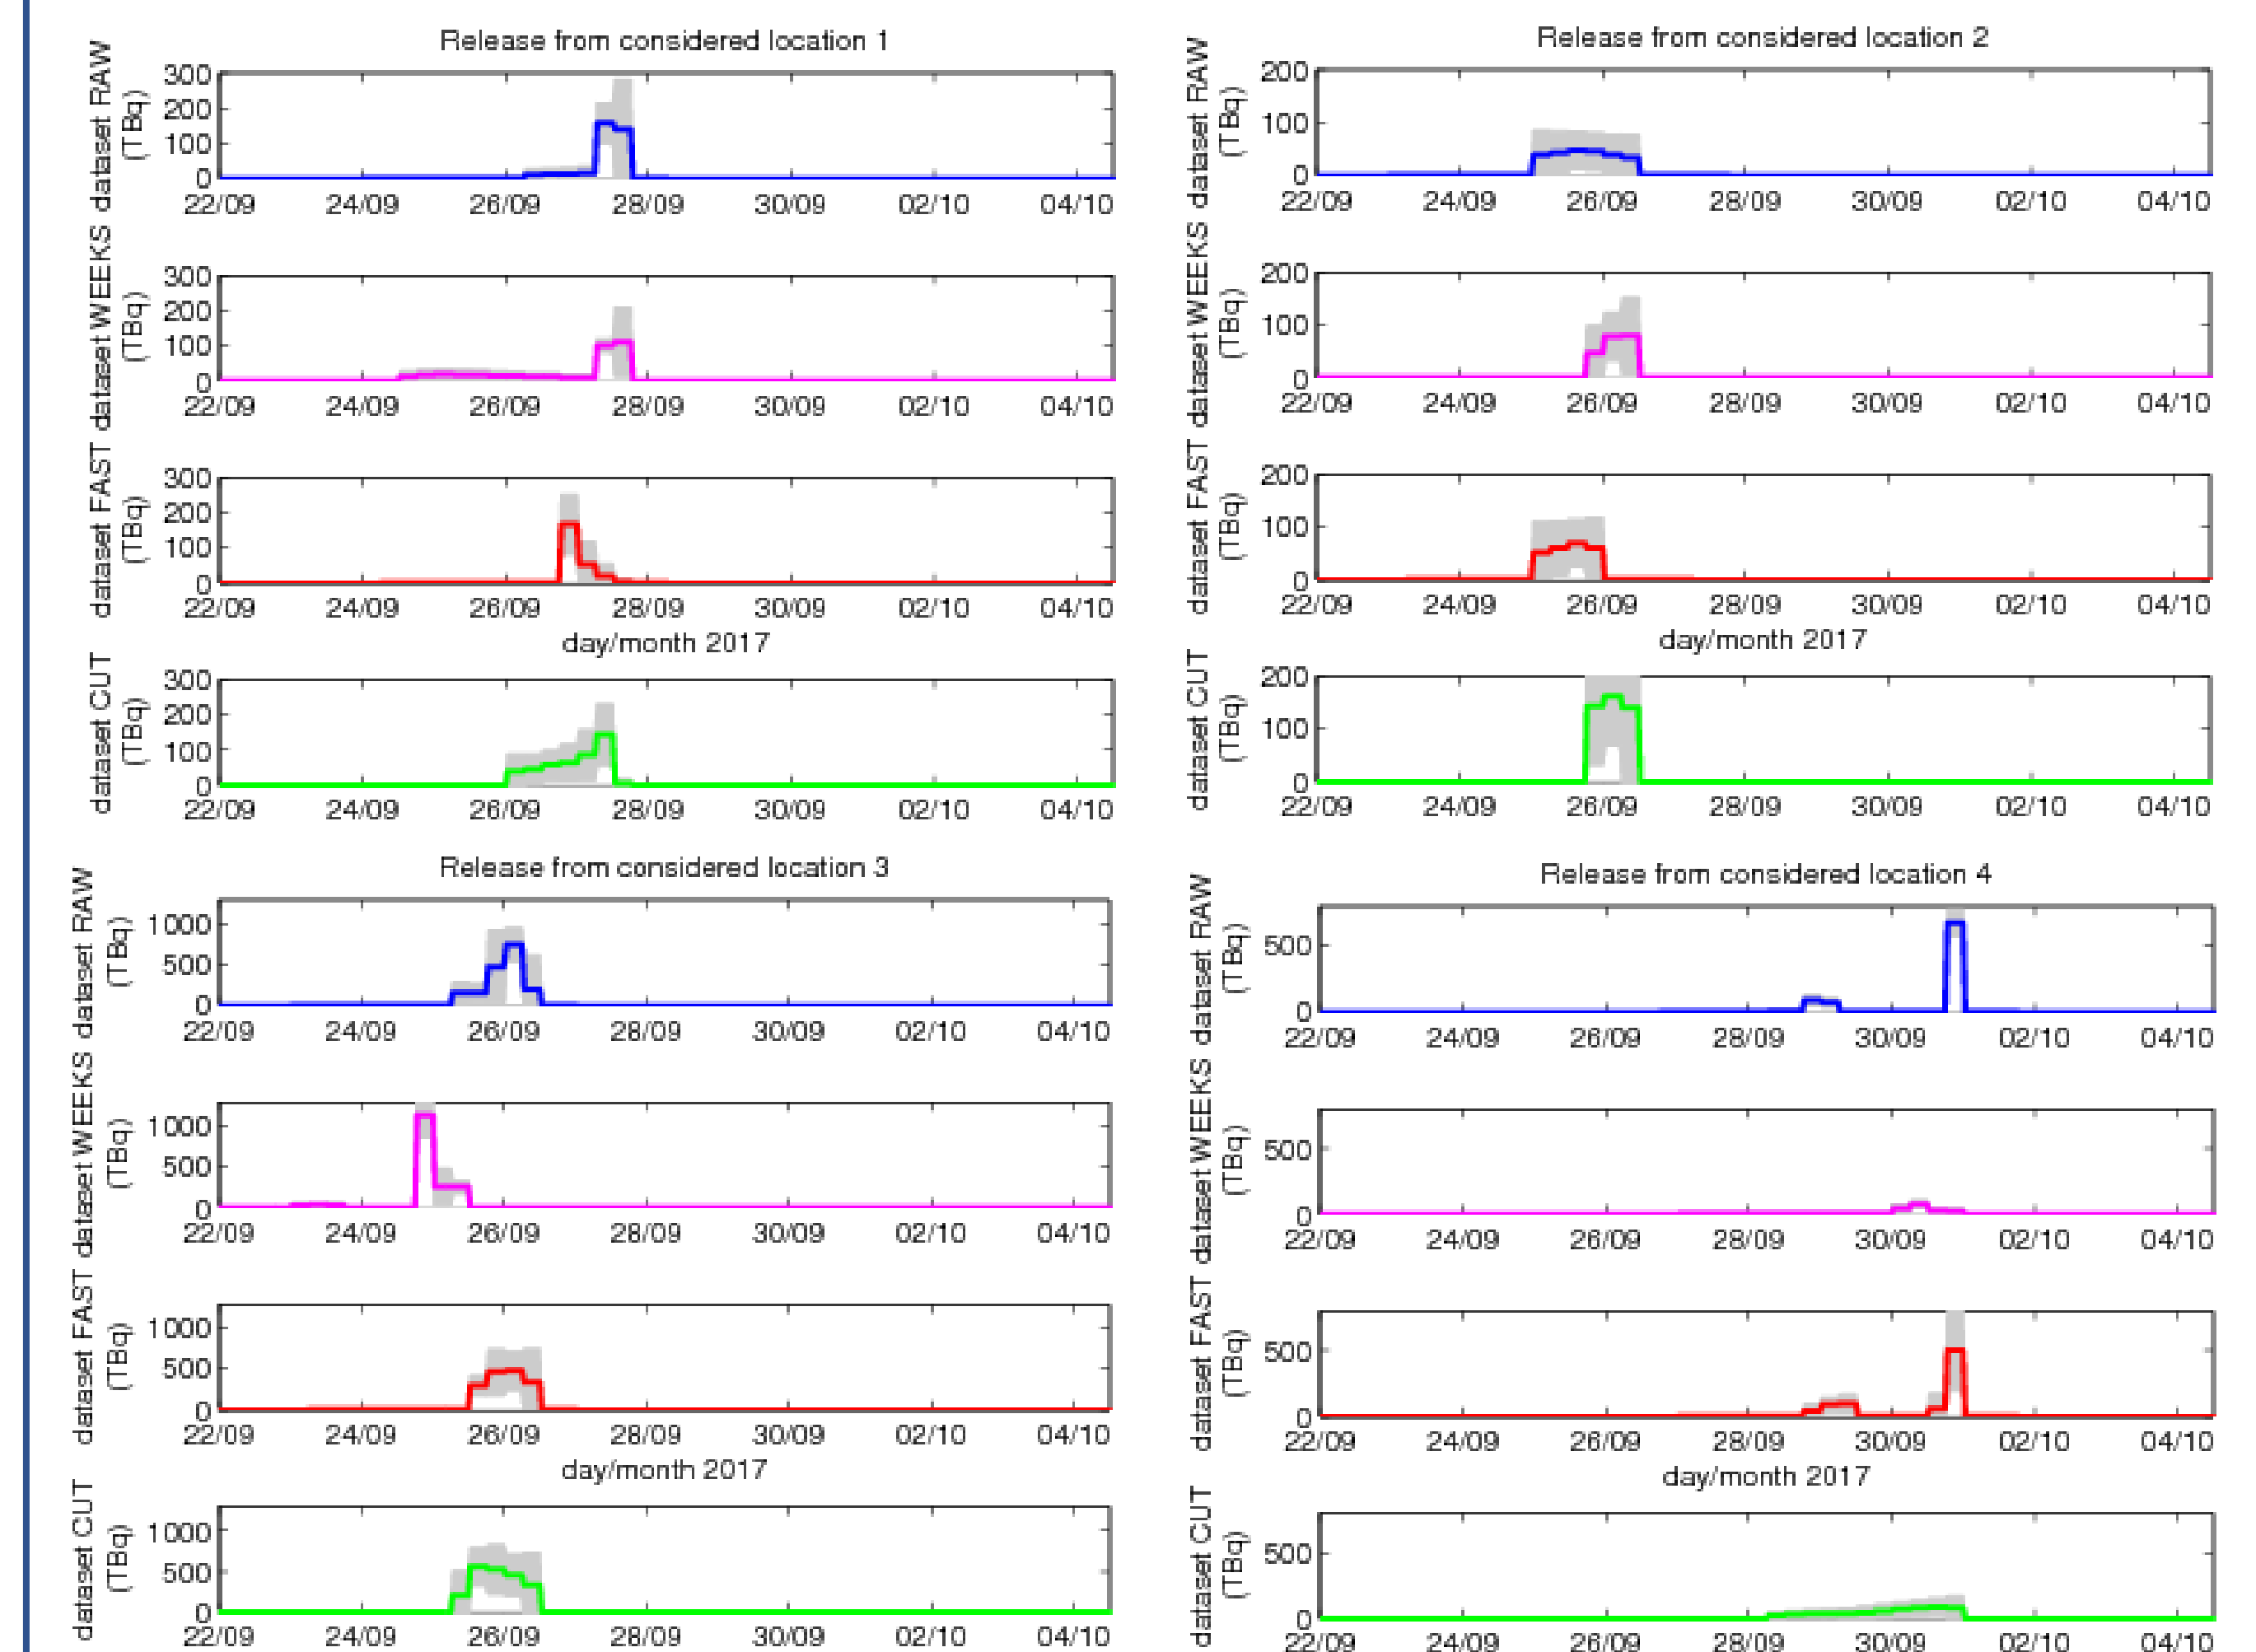 Release from considered location 1
dataset RAW
(TBq)
300
200
100
0
22/09 24/09 26/09 28/09 30/09 02/10 04/10
dataset WEEKS
(TBq)
300
200
100
0
22/09 24/09 26/09 28/09 30/09 02/10 04/10
dataset FAST
(TBq)
300
200
100
0
22/09 24/09 26/09 28/09 30/09 02/10 04/10
day/month 2017
dataset CUT
(TBq)
300
200
100
0
22/09 24/09 26/09 28/09 30/09 02/10 04/10
Release from considered location 2
dataset RAW
(TBq)
200
100
0
22/09 24/09 26/09 28/09 30/09 02/10 04/10
dataset WEEKS
(TBq)
200
100
0
22/09 24/09 26/09 28/09 30/09 02/10 04/10
dataset FAST
(TBq)
200
100
0
22/09 24/09 26/09 28/09 30/09 02/10 04/10
day/month 2017
dataset CUT
(TBq)
200
100
0
22/09 24/09 26/09 28/09 30/09 02/10 04/10
Release from considered location 3
dataset RAW
(TBq)
1000
500
0
22/09 24/09 26/09 28/09 30/09 02/10 04/10
dataset WEEKS
(TBq)
1000
500
0
22/09 24/09 26/09 28/09 30/09 02/10 04/10
dataset FAST
(TBq)
1000
500
0
22/09 24/09 26/09 28/09 30/09 02/10 04/10
day/month 2017
dataset CUT
(TBq)
1000
500
0
22/09 24/09 26/09 28/09 30/09 02/10 04/10
Release from considered location 4
dataset RAW
(TBq)
500
0
22/09 24/09 26/09 28/09 30/09 02/10 04/10
dataset WEEKS
(TBq)
500
0
22/09 24/09 26/09 28/09 30/09 02/10 04/10
dataset FAST
(TBq)
500
0
22/09 24/09 26/09 28/09 30/09 02/10 04/10
day/month 2017
dataset CUT
(TBq)
500
0
22/09 24/09 26/09 28/09 30/09 02/10 04/10